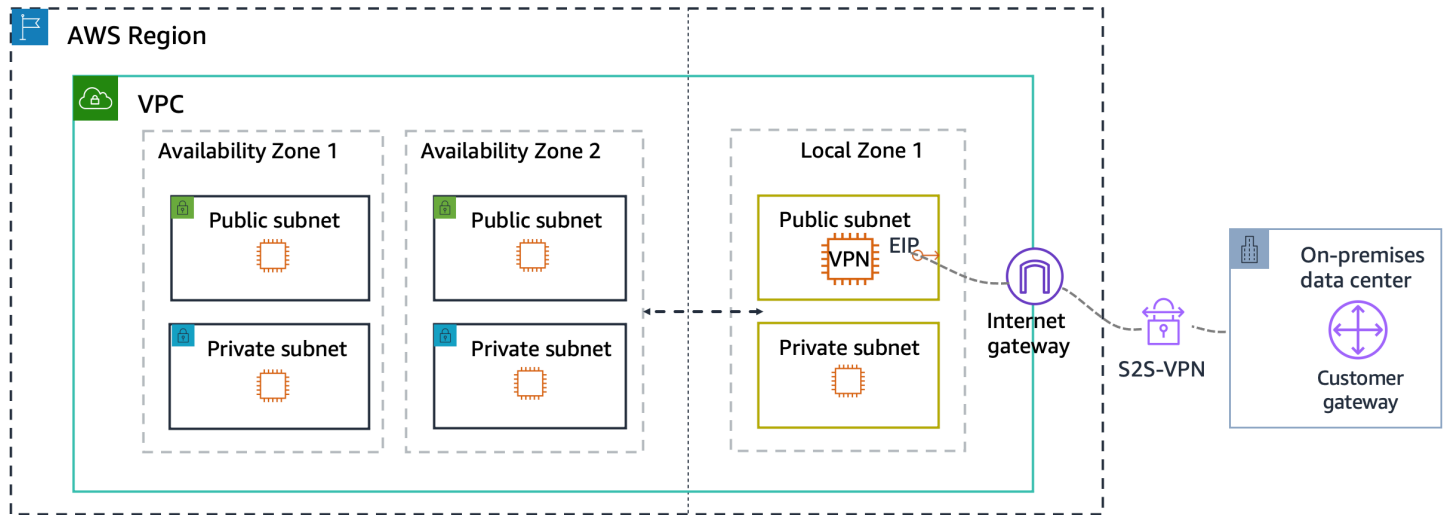 AWS Region
VPC
Availability Zone 1
Public subnet
Private subnet
Availability Zone 2
Public subnet
Private subnet
Local Zone 1
Public subnet
VPN
EIP
Private subnet
Internet
gateway
S2S-VPN
On-premises
data center
Customer
gateway